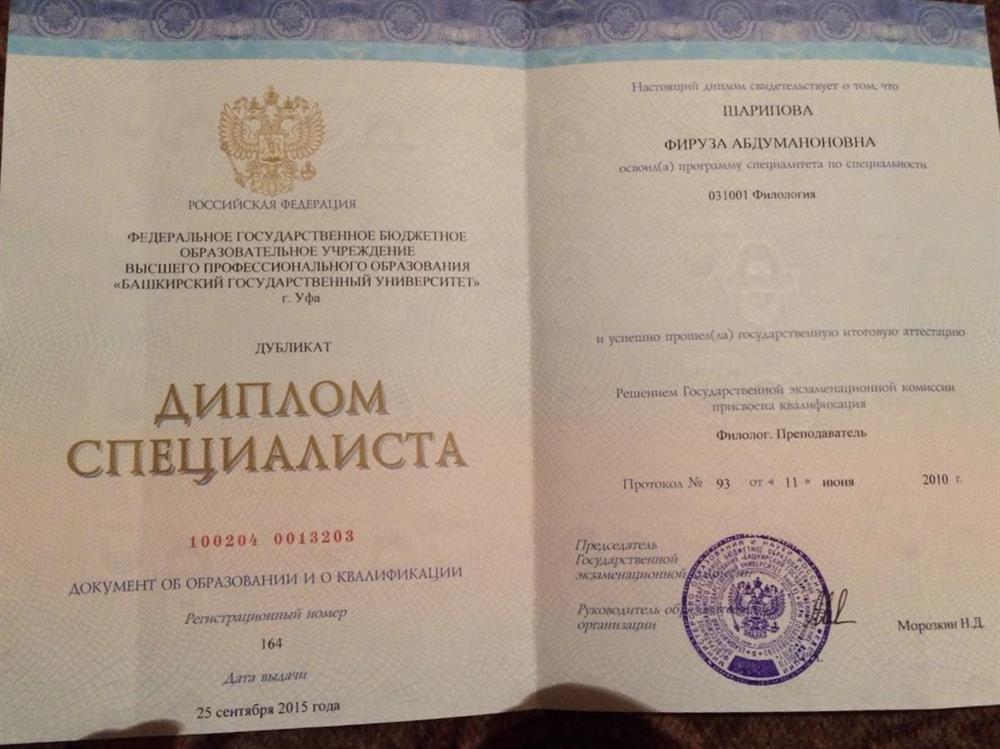 РОССИЙСКАЯ ФЕДЕРАЦИЯ
ФЕДЕРАЛЬНОЕ ГОСУДАРСТВЕННОЕ БЮДЖЕТНОЕ
ОБРАЗОВАТЕЛЬНОЕ УЧРЕЖДЕНИЕ
ВЫСШЕГО ПРОФЕССИОНАЛЬНОГО ОБРАЗОВАНИЯ
«БАШКИРСКИЙ ГОСУДАРСТВЕННЫЙ УНИВЕРСИТЕТ»
г. Уфа
ДУБЛИКАТ
ДИПЛОМ
СПЕЦИАЛИСТА
100204 0013203
ДОКУМЕНТ ОБ ОБРАЗОВАНИИ И О КВАЛИФИКАЦИИ
Регистрационный номер
164
Дата выдачи
25 сентября 2015 года
Настоящий диплом свидетельствует о том, что
ШАРИПОВА
ФИРУЗА АБДУМАНОНОВНА
освоил(а) программу специалитета по специальности
031001 Филология
и успешно прошел(ла) государственную итоговую аттестацию
Решением Государственной экзаменационной комиссии
присвоена квалификация
Филолог. Преподаватель
Протокол № 93 от « 11 » июня 2010 г.
Председатель
Государственной
экзаменационной
Руководитель
организации
Морозкин Н.Д.